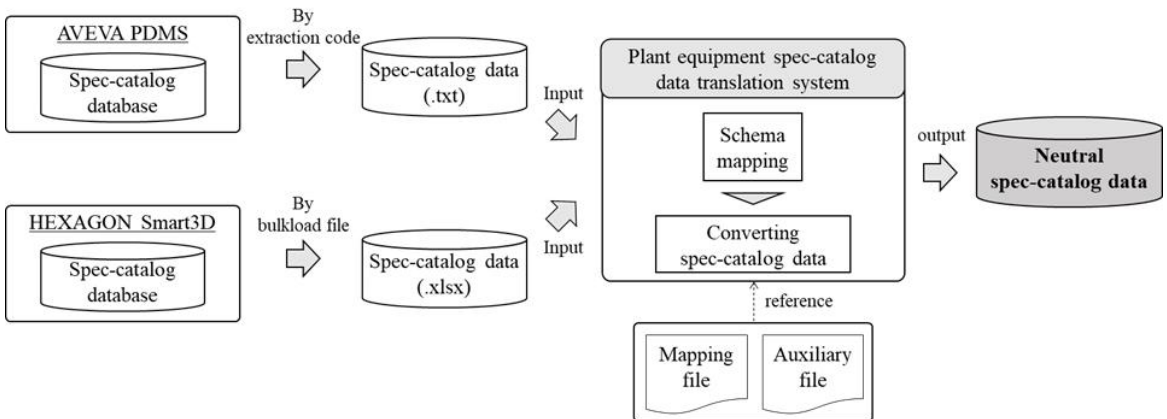 AVEVA PDMS
Spec-catalog
database
By
extraction code
Spec-catalog data
(.txt)
Input
HEXAGON Smart3D
Spec-catalog
database
By
bulkload file
Spec-catalog data
(.xlsx)
Input
Plant equipment spec-catalog
data translation system
Schema
mapping
Converting
spec-catalog data
reference
Mapping
file
Auxiliary
file
output
Neutral
spec-catalog data